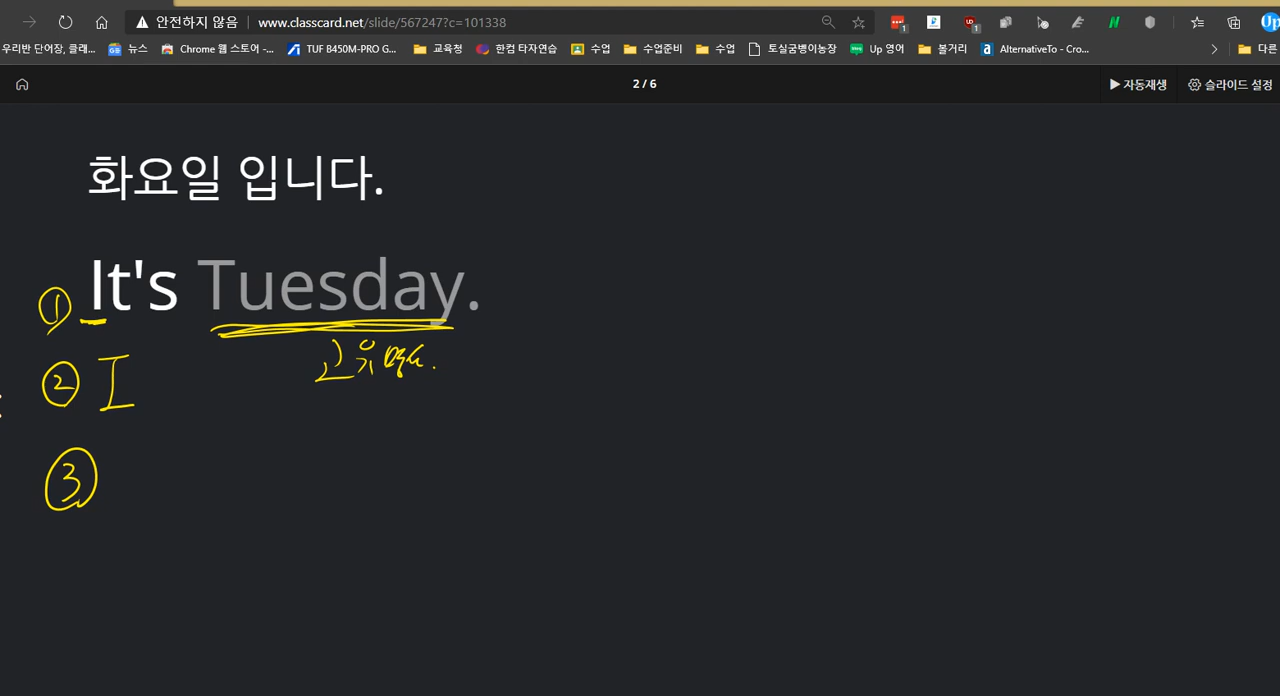 안전하지 않음 www.classcard.net/slide/567247?c=101338
우리반 단어장, 클래... 뉴스 Chrome 웹 스토어 -... TUF B450M-PRO G... 교육청 한컴 타자연습 수업 수업준비 수업 토실굼벵이농장 Up 영어 볼거리 AlternativeTo - Cro... 다른
2 / 6 ▶ 자동재생 슬라이드 설정
화요일 입니다.
① It's Tuesday.
고유명사.
② I
③